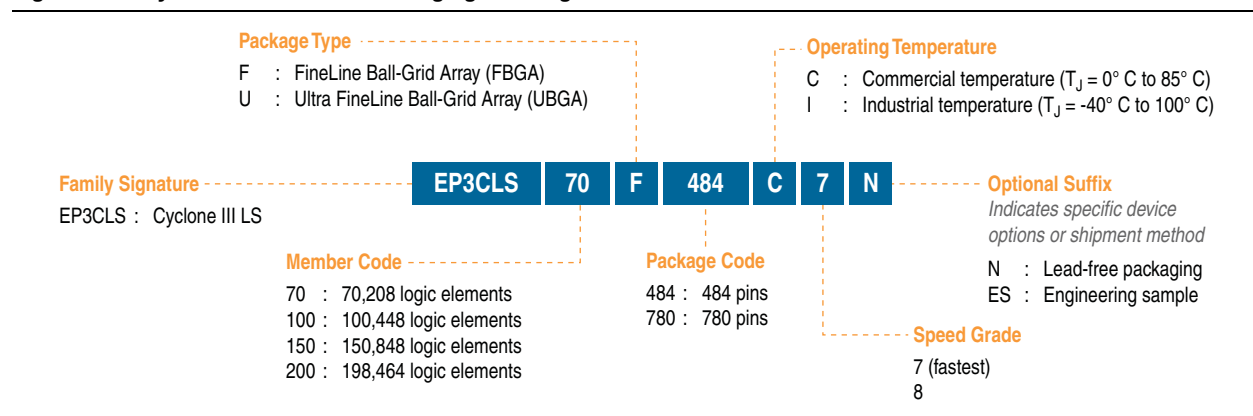 Package Type
F : FineLine Ball-Grid Array (FBGA)
U : Ultra FineLine Ball-Grid Array (UBGA)
Operating Temperature
C : Commercial temperature (TJ = 0° C to 85° C)
I : Industrial temperature (TJ = -40° C to 100° C)
Family Signature
EP3CLS : Cyclone III LS
EP3CLS 70 F 484 C 7 N
Optional Suffix
Indicates specific device
options or shipment method
N : Lead-free packaging
ES : Engineering sample
Member Code
70 : 70,208 logic elements
100 : 100,448 logic elements
150 : 150,848 logic elements
200 : 198,464 logic elements
Package Code
484 : 484 pins
780 : 780 pins
Speed Grade
7 (fastest)
8